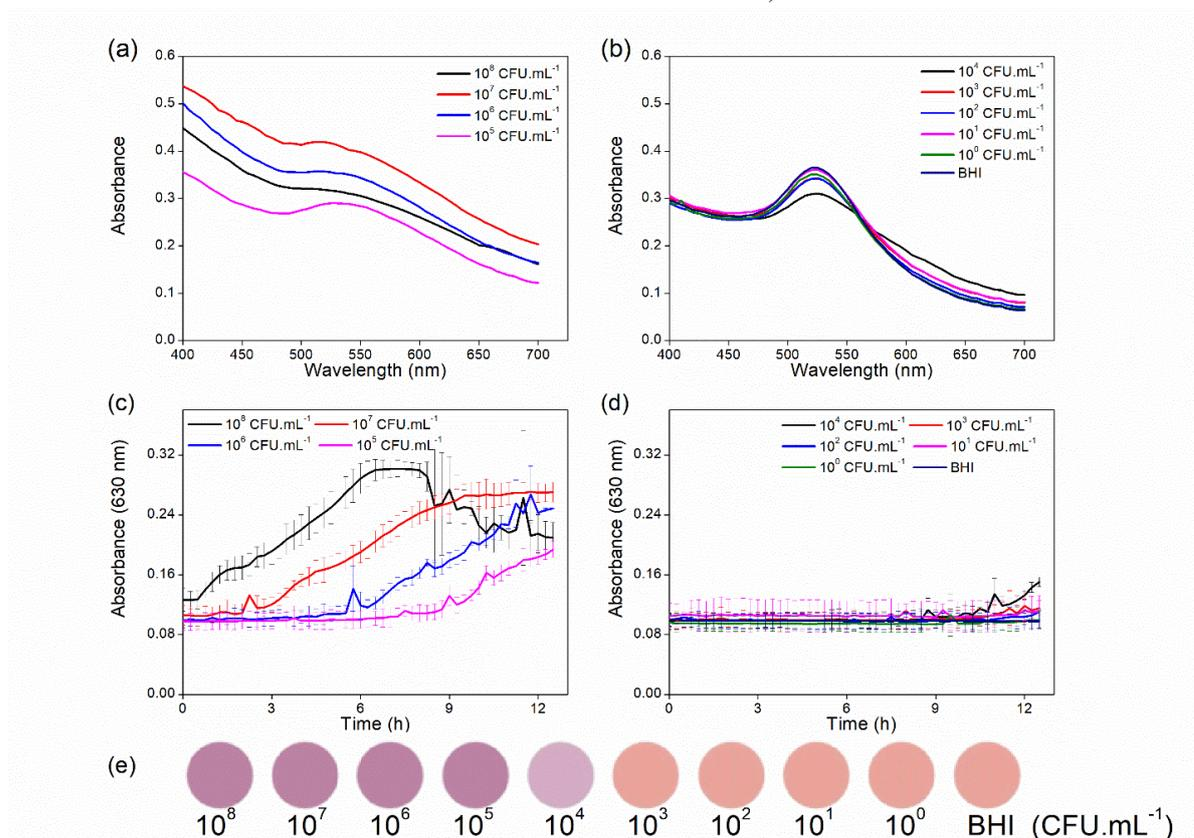 (a)
0.6
0.5
0.4
0.3
0.2
0.1
0.0
Absorbance
10⁸ CFU.mL⁻¹
10⁷ CFU.mL⁻¹
10⁶ CFU.mL⁻¹
10⁵ CFU.mL⁻¹
400 450 500 550 600 650 700
Wavelength (nm)
(b)
0.6
0.5
0.4
0.3
0.2
0.1
0.0
Absorbance
10⁴ CFU.mL⁻¹
10³ CFU.mL⁻¹
10² CFU.mL⁻¹
10¹ CFU.mL⁻¹
10⁰ CFU.mL⁻¹
BHI
400 450 500 550 600 650 700
Wavelength (nm)
(c)
10⁸ CFU.mL⁻¹ 10⁷ CFU.mL⁻¹
10⁶ CFU.mL⁻¹ 10⁵ CFU.mL⁻¹
0.32
0.24
0.16
0.08
0.00
Absorbance (630 nm)
0 3 6 9 12
Time (h)
(d)
10⁴ CFU.mL⁻¹ 10³ CFU.mL⁻¹
10² CFU.mL⁻¹ 10¹ CFU.mL⁻¹
10⁰ CFU.mL⁻¹ BHI
0.32
0.24
0.16
0.08
0.00
Absorbance (630 nm)
0 3 6 9 12
Time (h)
(e)
10⁸ 10⁷ 10⁶ 10⁵ 10⁴ 10³ 10² 10¹ 10⁰ BHI (CFU.mL⁻¹)